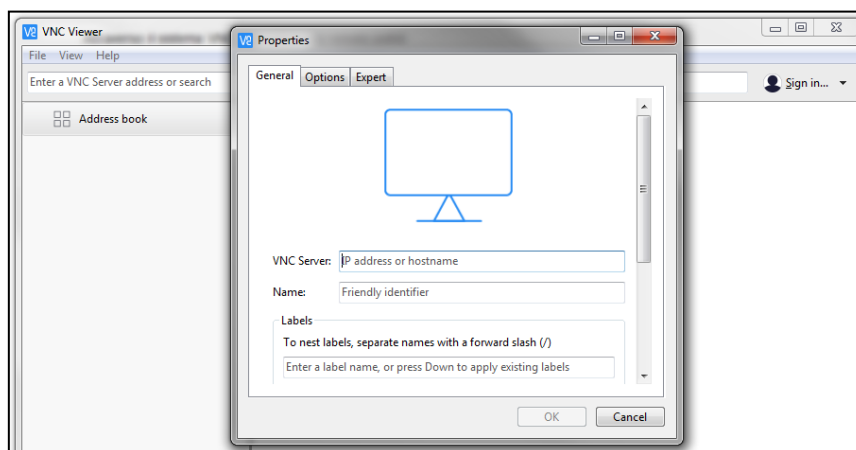 VNC Viewer
File View Help
Enter a VNC Server address or search
Sign in...
Address book
Properties
General Options Expert
VNC Server: IP address or hostname
Name: Friendly identifier
Labels
To nest labels, separate names with a forward slash (/)
Enter a label name, or press Down to apply existing labels
OK Cancel